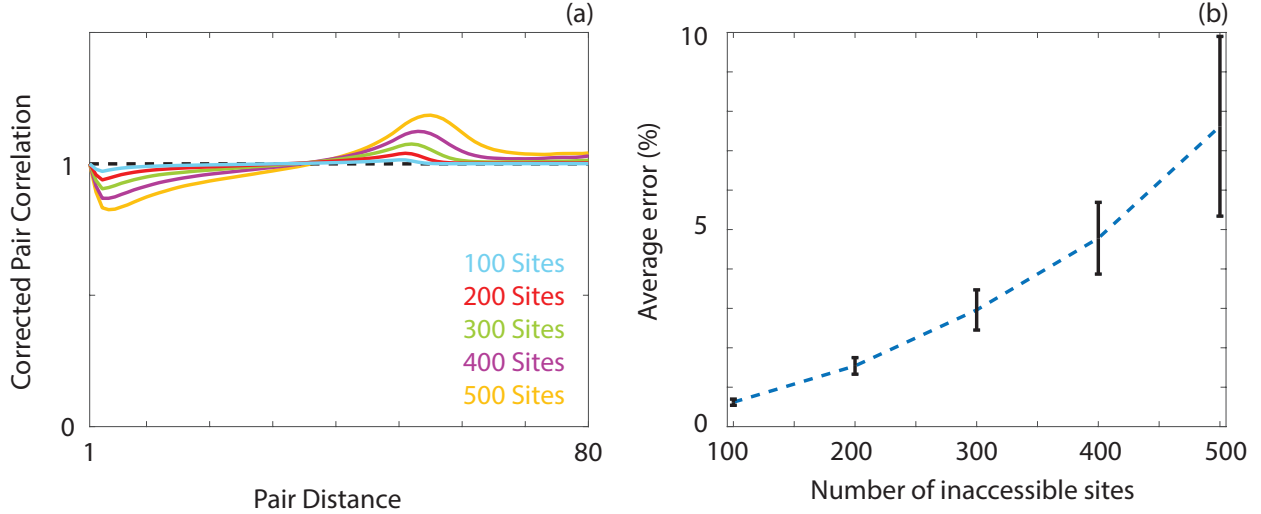 (a)
Corrected Pair Correlation
1
0
1
80
Pair Distance
100 Sites
200 Sites
300 Sites
400 Sites
500 Sites
(b)
Average error (%)
10
5
0
100
200
300
400
500
Number of inaccessible sites